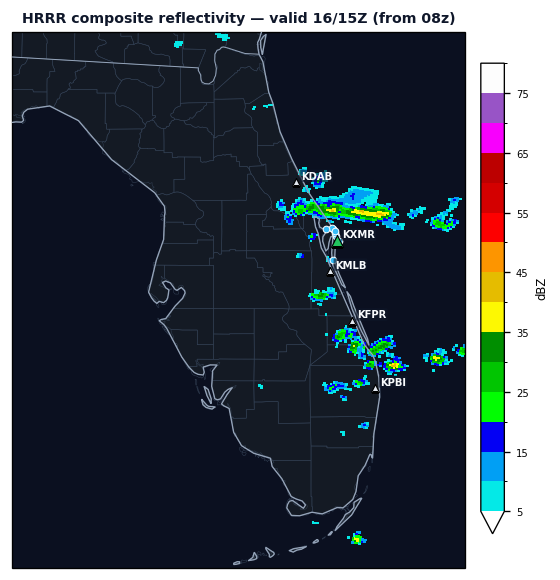 HRRR composite reflectivity — valid 16/15Z (from 08z)
75
65
55
45
35
25
15
5
dBZ
KDAB
KXMR
KMLB
KFPR
KPBI